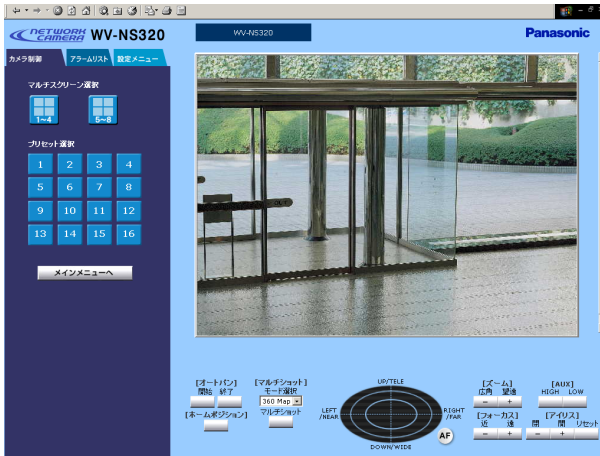 NETWORK CAMERA WV-NS320
WV-NS320
Panasonic
カメラ制御 アラームリスト 設定メニュー
マルチスクリーン選択
1~4 5~8
プリセット選択
1 2 3 4
5 6 7 8
9 10 11 12
13 14 15 16
メインメニューへ
[オートパン]
開始 終了
[ホームポジション]
[マルチショット]
モード選択
360 Map
マルチショット
UP/TELE
LEFT/NEAR
RIGHT/FAR
DOWN/WIDE
AF
[ズーム]
広角 望遠
- +
[フォーカス]
近 遠
- +
[AUX]
HIGH LOW
[アイリス]
閉 開 リセット
- +